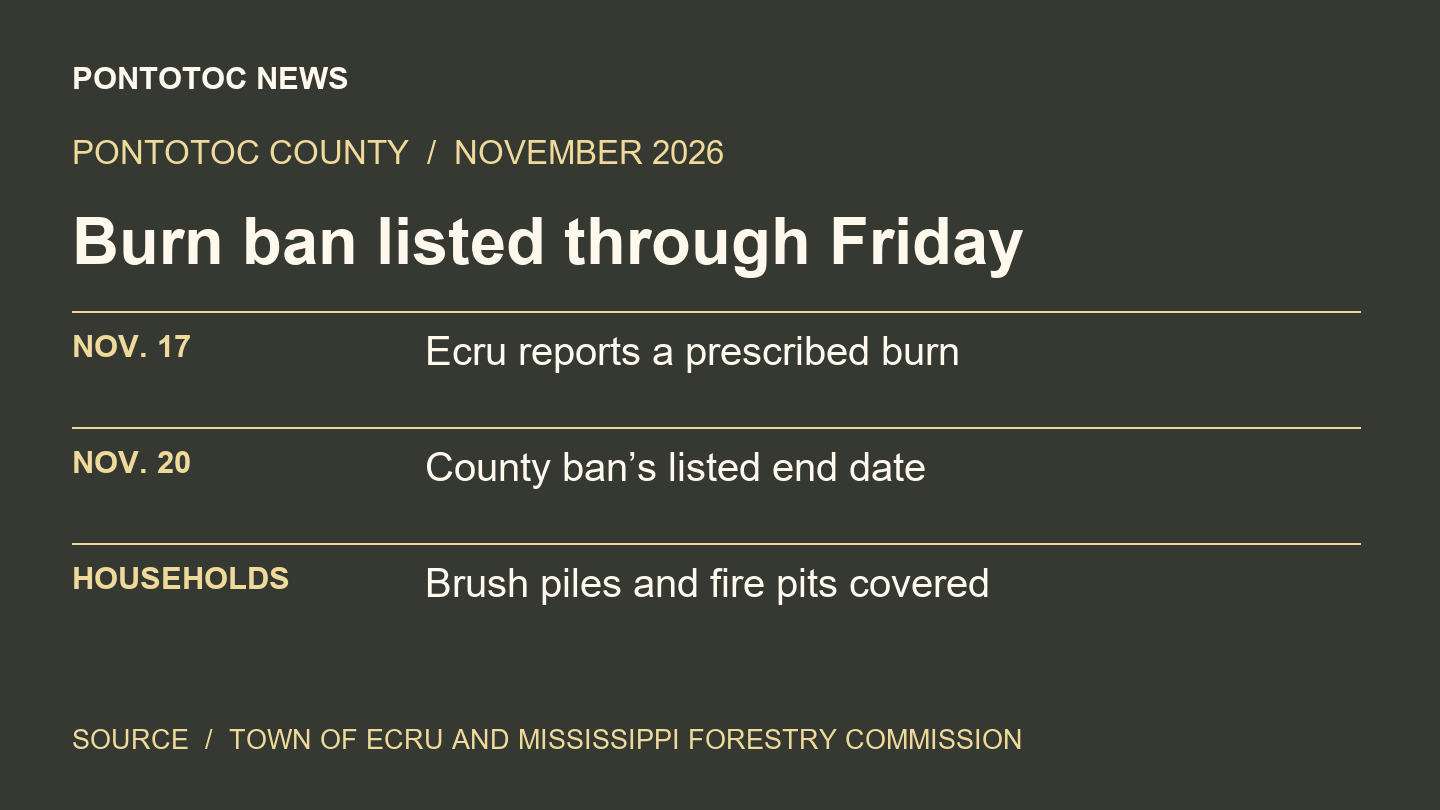 PONTOTOC NEWS
PONTOTOC COUNTY / NOVEMBER 2026
Burn ban listed through Friday
NOV. 17 Ecru reports a prescribed burn
NOV. 20 County ban’s listed end date
HOUSEHOLDS Brush piles and fire pits covered
SOURCE / TOWN OF ECRU AND MISSISSIPPI FORESTRY COMMISSION